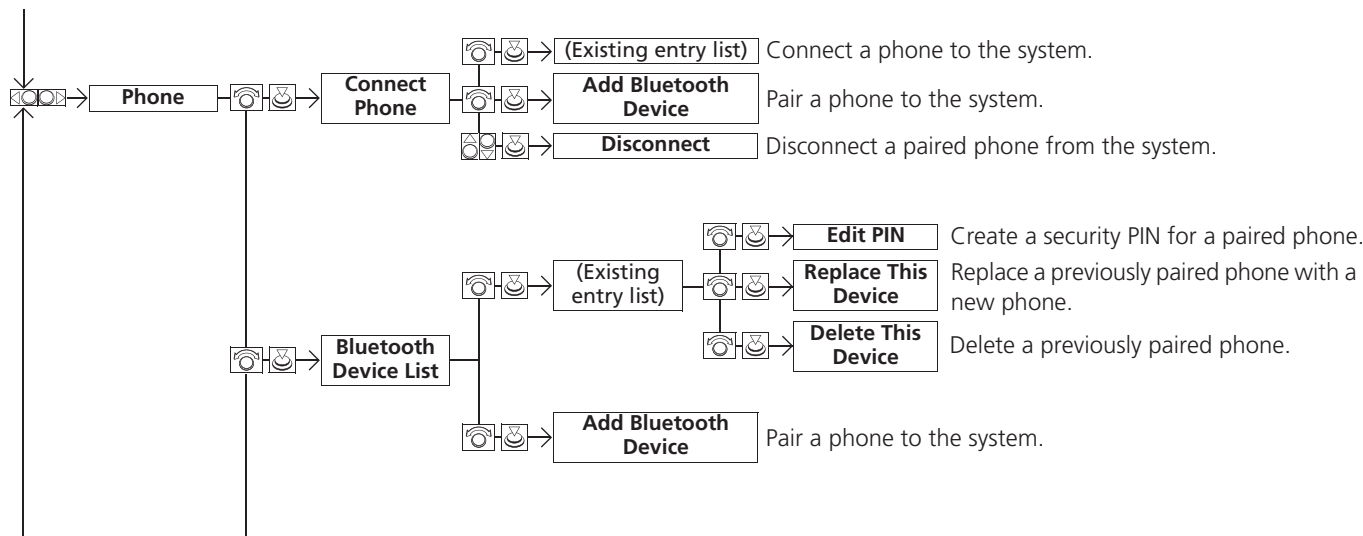 (Existing entry list) Connect a phone to the system.
Phone
Connect
Phone
Add Bluetooth
Device
Pair a phone to the system.
Disconnect
Disconnect a paired phone from the system.
Edit PIN
Create a security PIN for a paired phone.
(Existing
entry list)
Replace This
Device
Replace a previously paired phone with a
new phone.
Delete This
Device
Delete a previously paired phone.
Bluetooth
Device List
Add Bluetooth
Device
Pair a phone to the system.